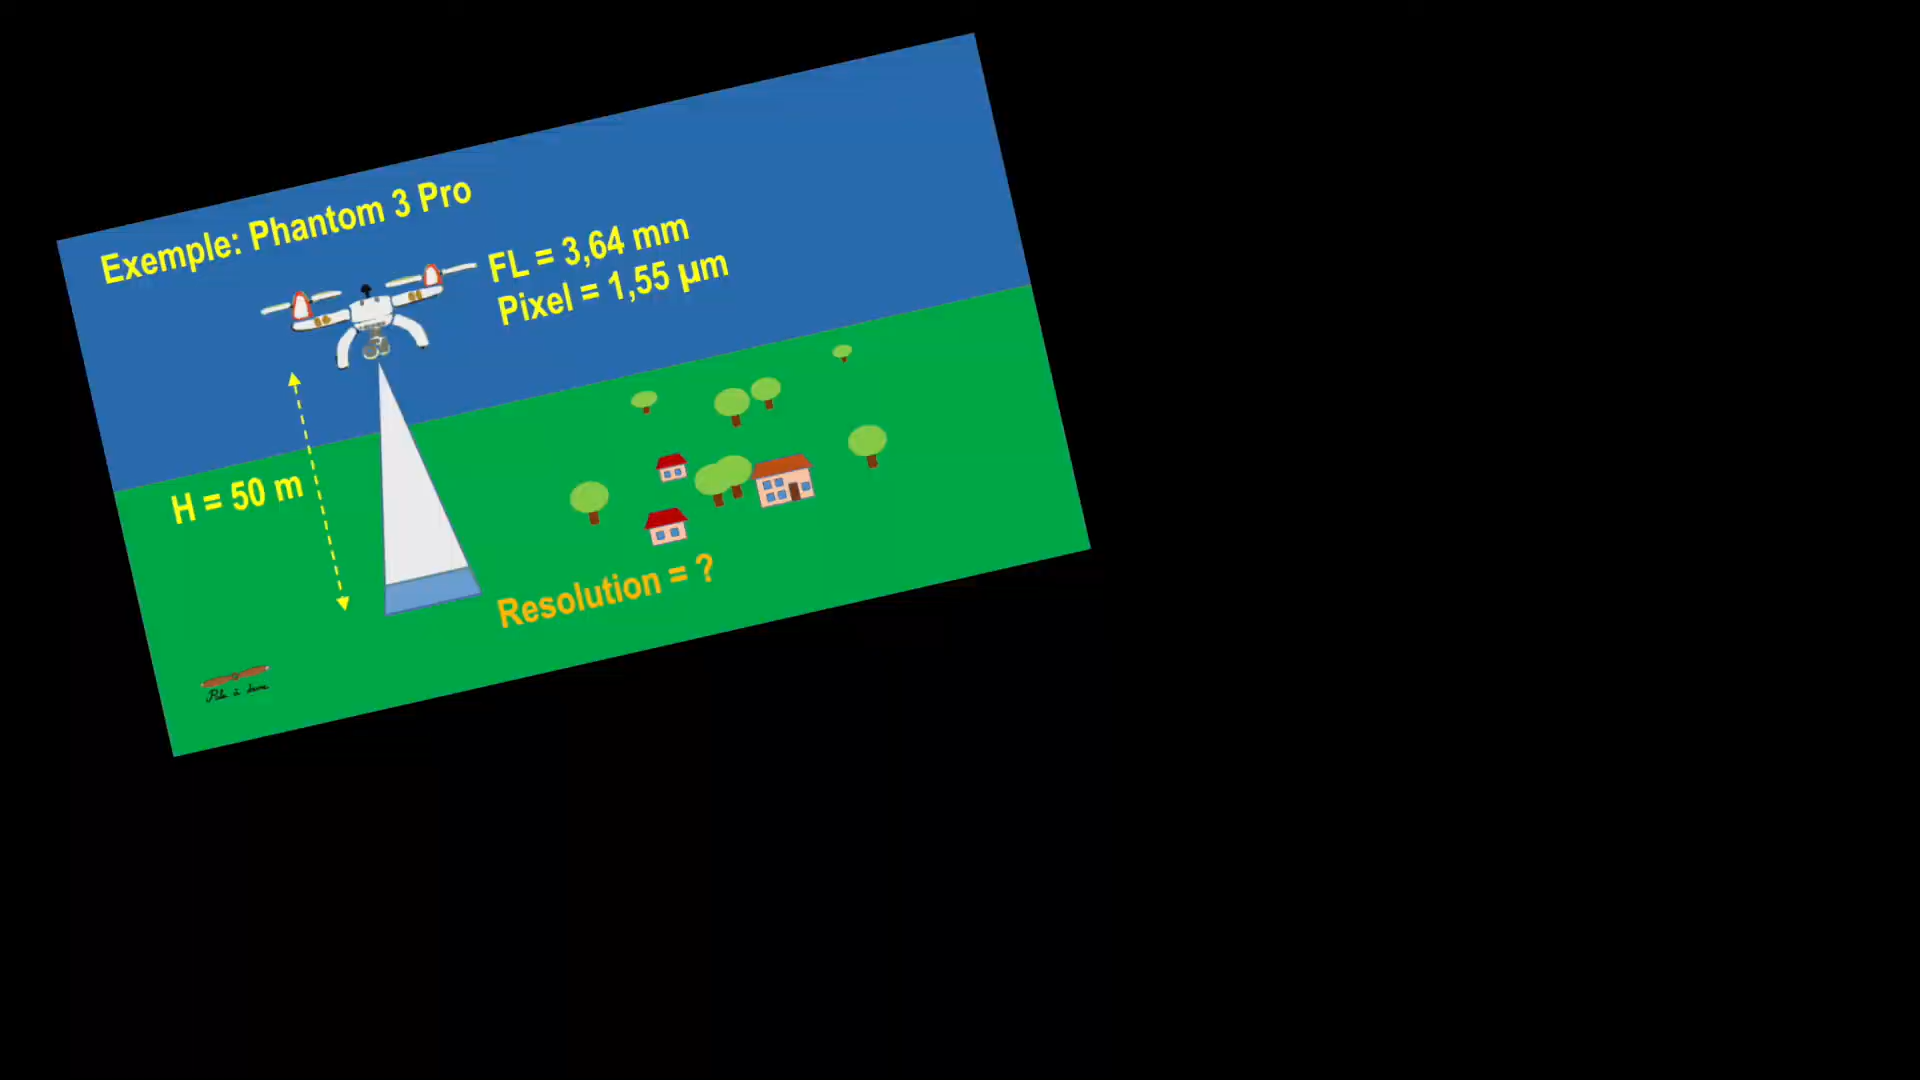 Exemple: Phantom 3 Pro
FL = 3,64 mm
Pixel = 1,55 µm
H = 50 m
Resolution = ?